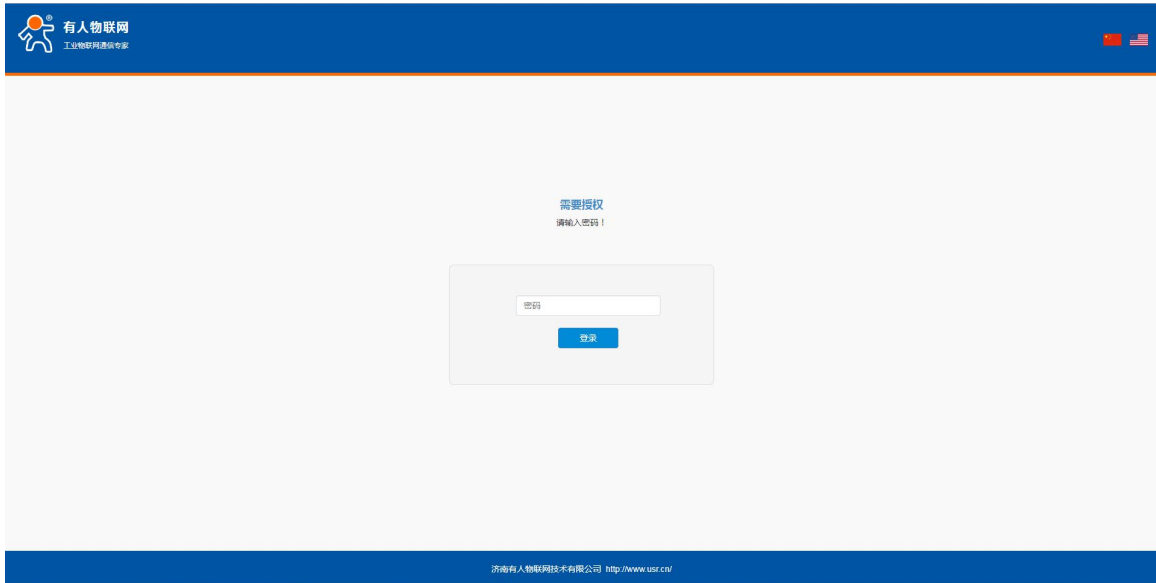 有人物联网
工业物联网通信专家
需要授权
请输入密码！
密码
登录
济南有人物联网技术有限公司 http://www.usr.cn/